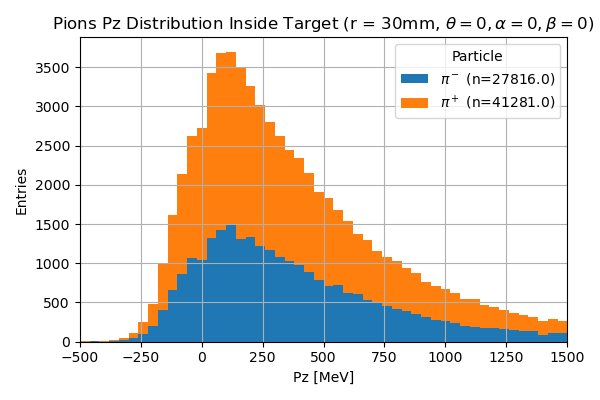 Pions Pz Distribution Inside Target (r = 30mm, θ = 0, α = 0, β = 0)
Entries
3500
3000
2500
2000
1500
1000
500
0
Particle
π⁻ (n=27816.0)
π⁺ (n=41281.0)
−500 −250 0 250 500 750 1000 1250 1500
Pz [MeV]